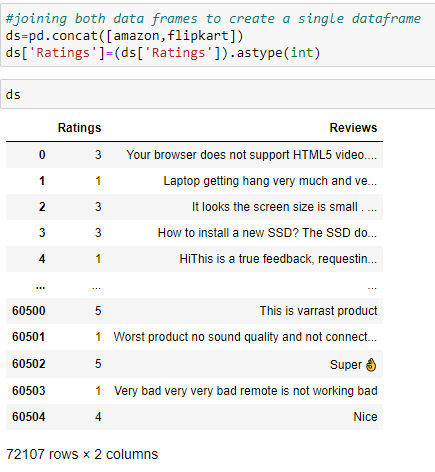 #joining both data frames to create a single dataframe
ds=pd.concat([amazon,flipkart])
ds['Ratings']=(ds['Ratings']).astype(int)
ds
Ratings Reviews
0 3 Your browser does not support HTML5 video....
1 1 Laptop getting hang very much and ve...
2 3 It looks the screen size is small . ...
3 3 How to install a new SSD? The SSD do...
4 1 HiThis is a true feedback, requestin...
... ... ...
60500 5 This is varrast product
60501 1 Worst product no sound quality and not connect...
60502 5 Super 👌
60503 1 Very bad very very bad remote is not working bad
60504 4 Nice
72107 rows × 2 columns